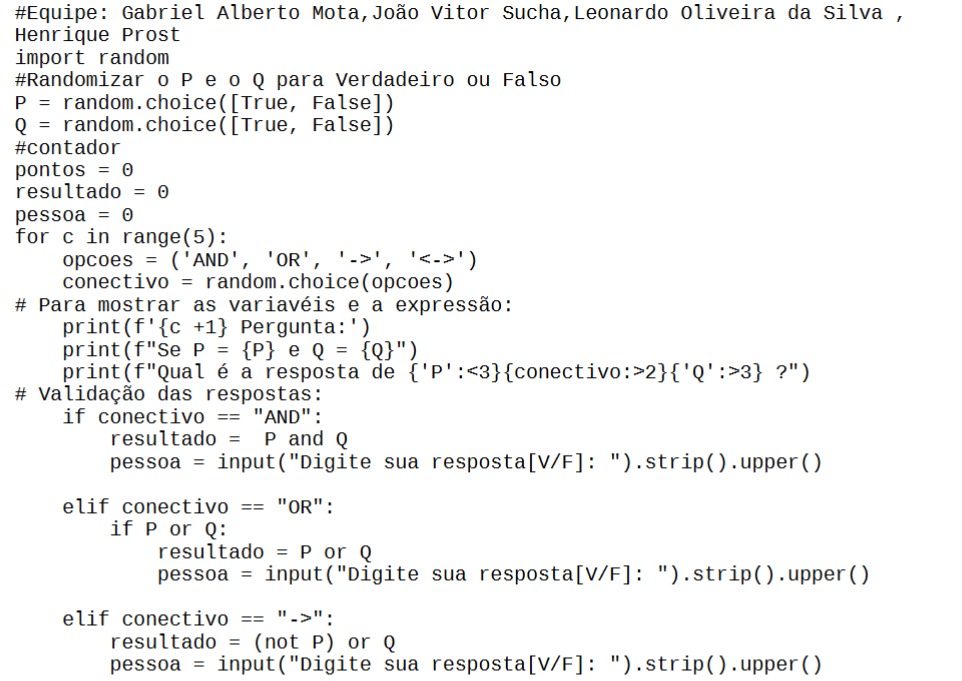 #Equipe: Gabriel Alberto Mota,João Vitor Sucha,Leonardo Oliveira da Silva ,
Henrique Prost
import random
#Randomizar o P e o Q para Verdadeiro ou Falso
P = random.choice([True, False])
Q = random.choice([True, False])
#contador
pontos = 0
resultado = 0
pessoa = 0
for c in range(5):
    opcoes = ('AND', 'OR', '->', '<->')
    conectivo = random.choice(opcoes)
# Para mostrar as variavéis e a expressão:
    print(f'{c +1} Pergunta:')
    print(f"Se P = {P} e Q = {Q}")
    print(f"Qual é a resposta de {'P':<3}{conectivo:>2}{'Q':>3} ?")
# Validação das respostas:
    if conectivo == "AND":
        resultado =  P and Q
        pessoa = input("Digite sua resposta[V/F]: ").strip().upper()

    elif conectivo == "OR":
        if P or Q:
            resultado = P or Q
            pessoa = input("Digite sua resposta[V/F]: ").strip().upper()

    elif conectivo == "->":
        resultado = (not P) or Q
        pessoa = input("Digite sua resposta[V/F]: ").strip().upper()